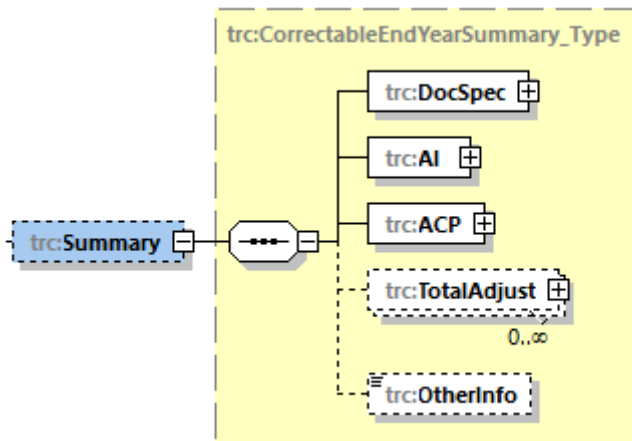 trc:CorrectableEndYearSummary_Type
trc:DocSpec
trc:AI
trc:Summary
trc:ACP
trc:TotalAdjust
0..∞
trc:OtherInfo